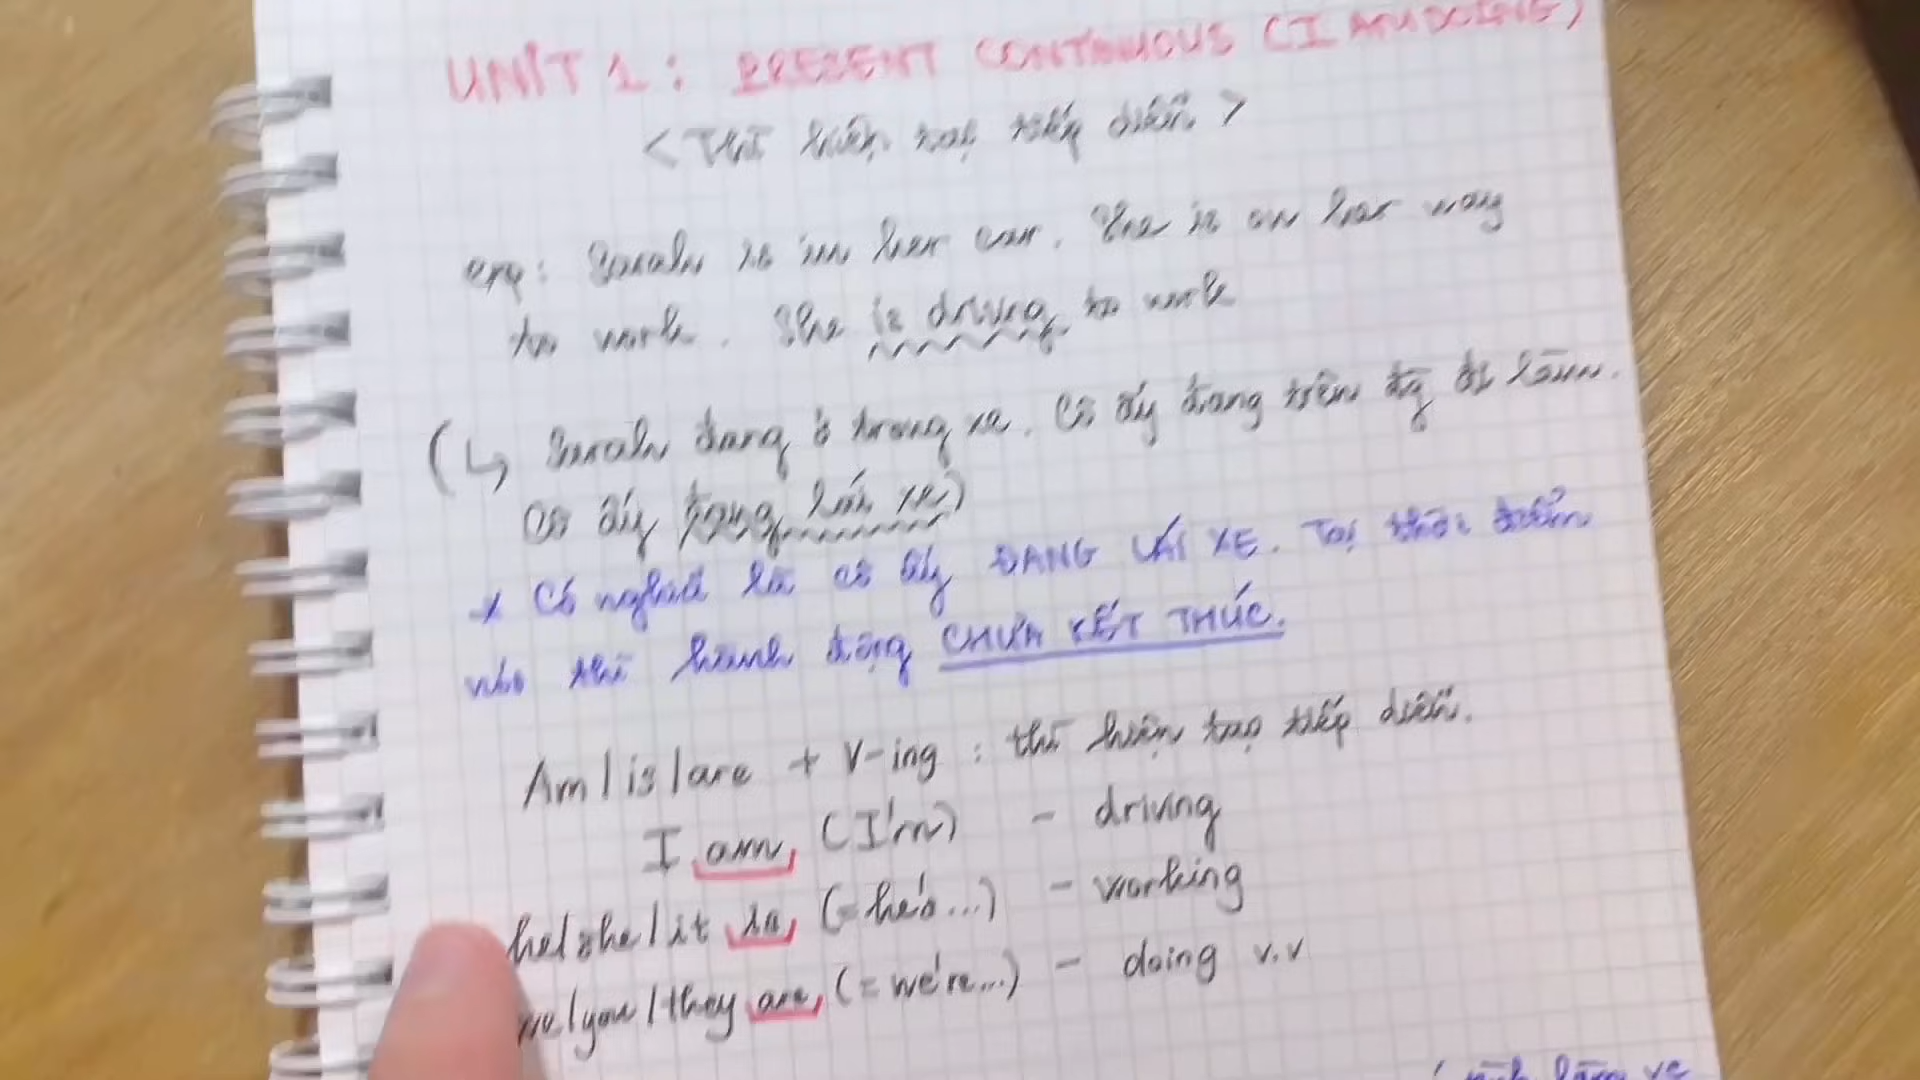 UNIT 1: PRESENT CONTINUOUS (I AM DOING)
<Thì hiện tại tiếp diễn>
eg: Sarah is in her car. She is on her way
to work. She is driving to work
(↳ Sarah đang ở trong xe. Cô ấy đang trên đg đi làm.
Cô ấy đang lái xe)
* Có nghĩa là cô ấy ĐANG LÁI XE. Tại thời điểm
nào thì hành động CHƯA KẾT THÚC.
Am/is/are + V-ing: thì hiện tại tiếp diễn.
I am (I'm) - driving
he/she/it is (=he's...) - working
we/you/they are (=we're...) - doing v.v